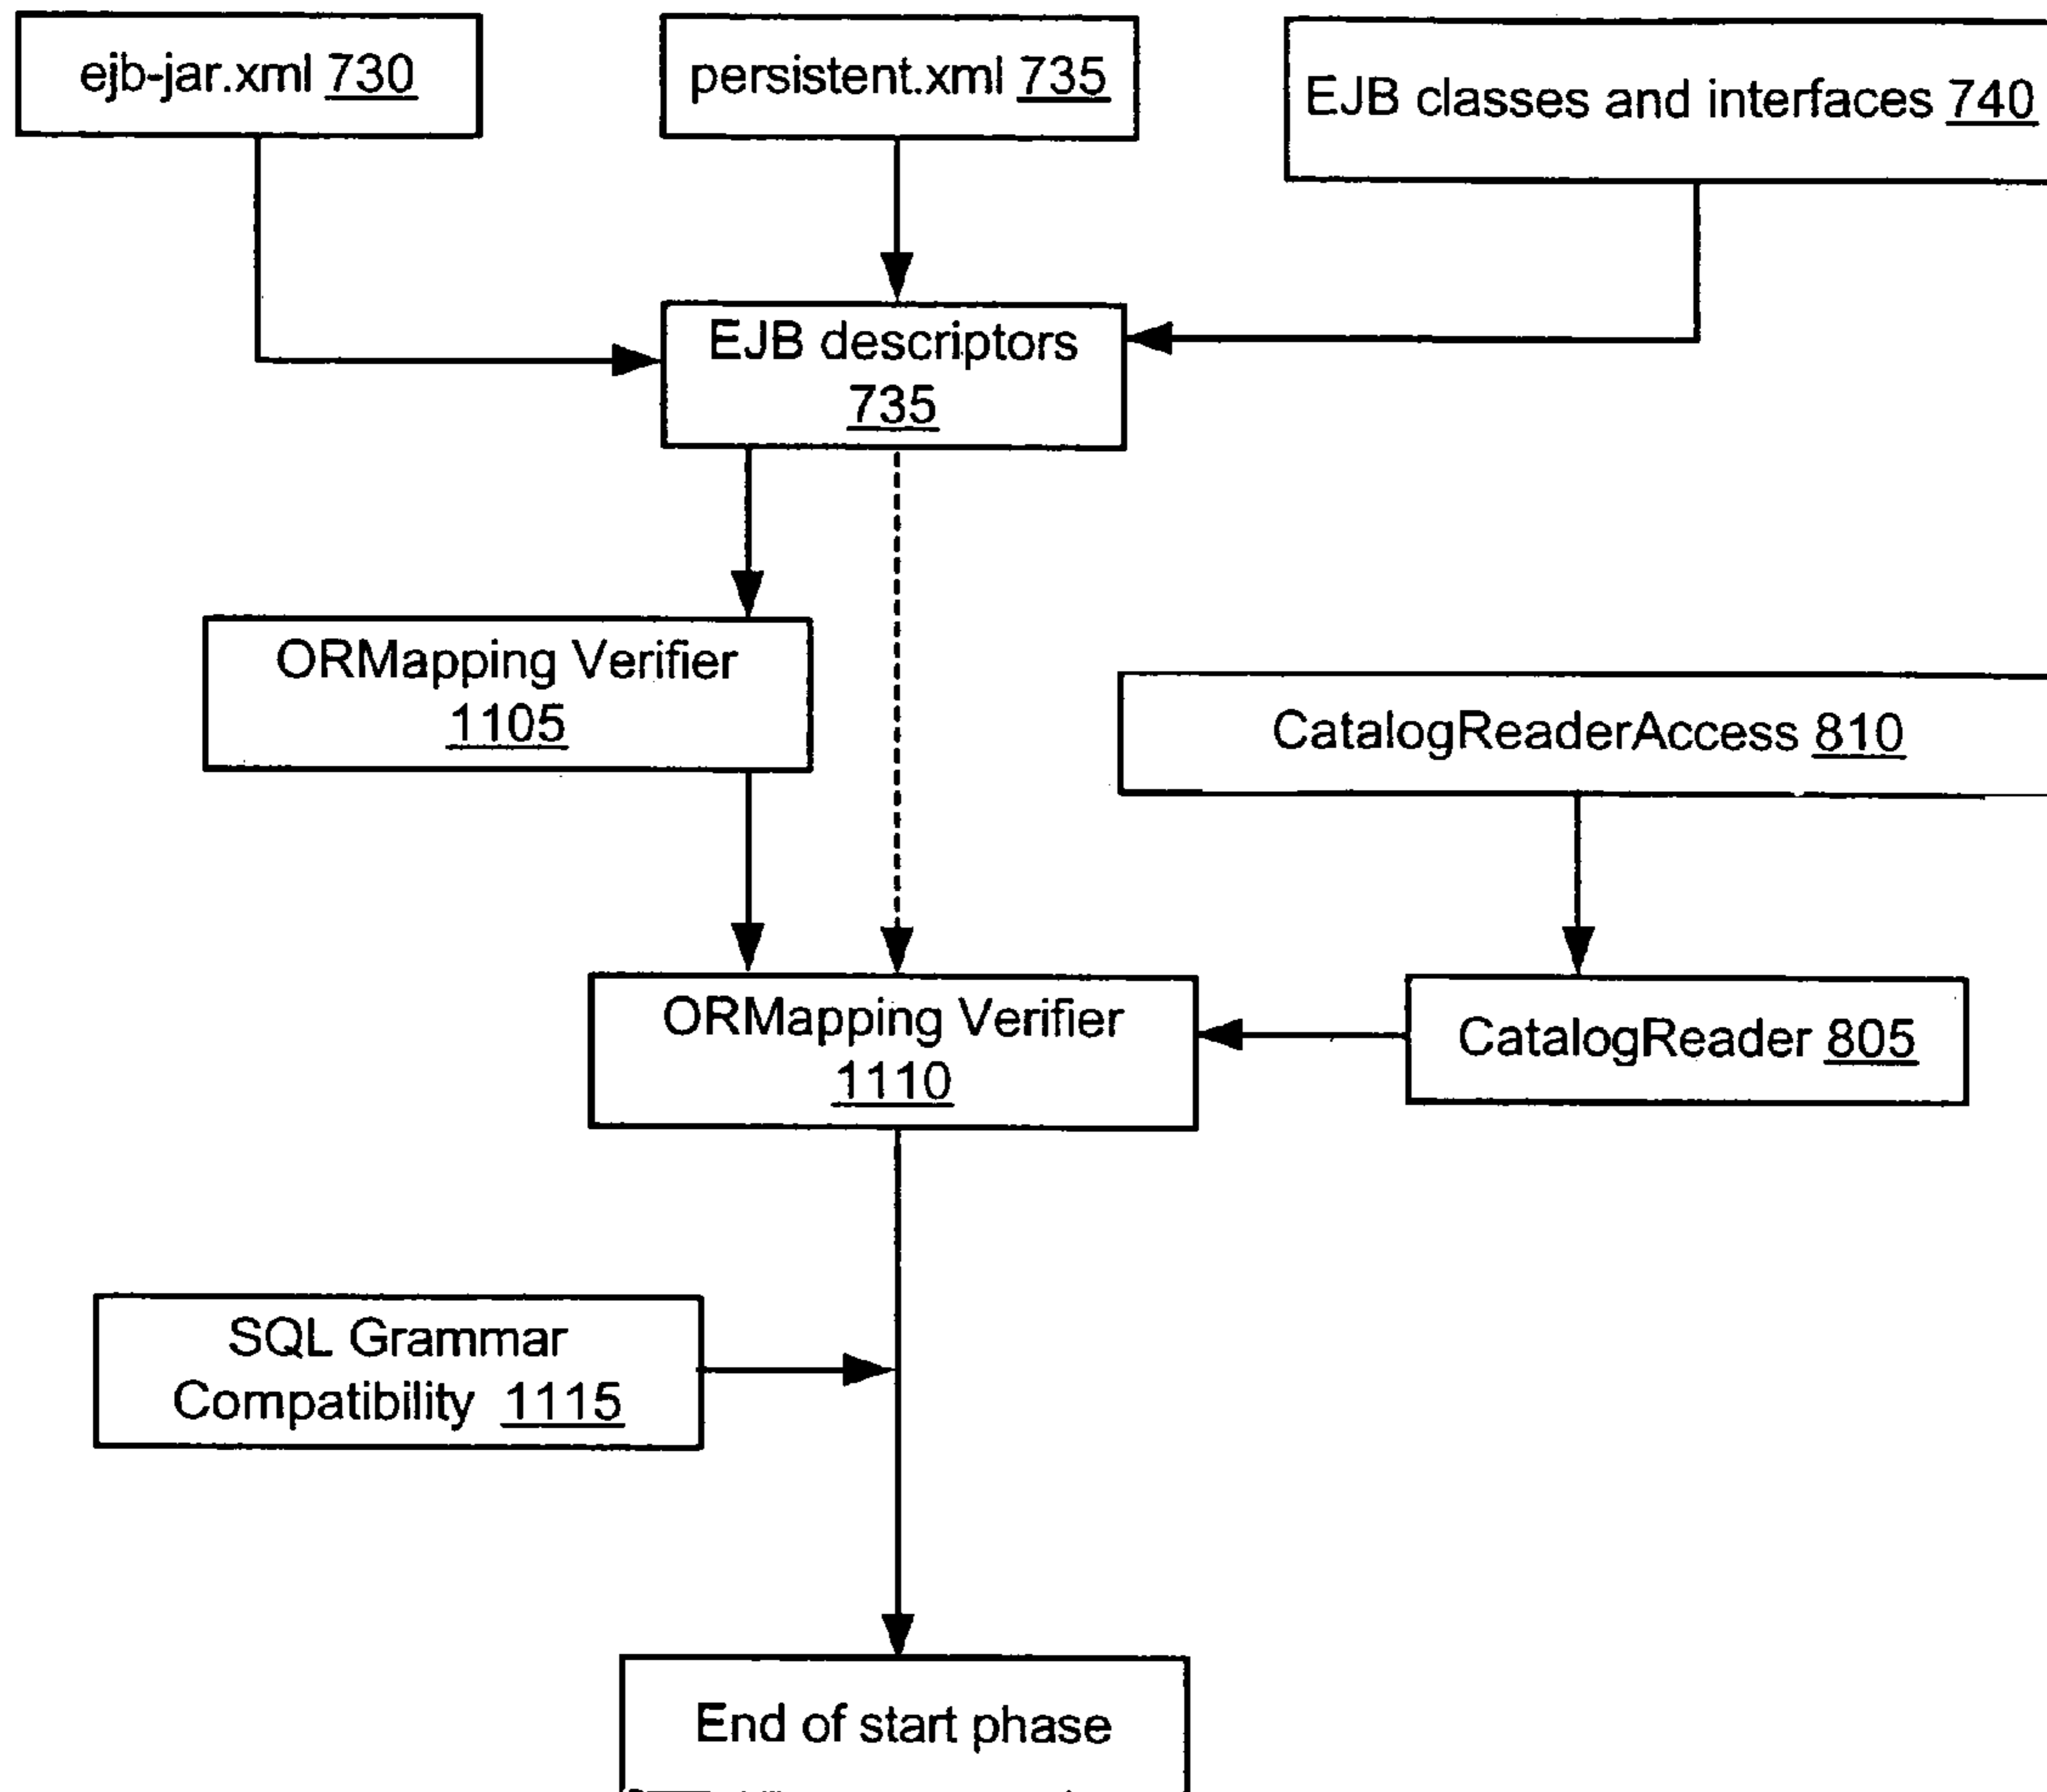 ejb-jar.xml 730
persistent.xml 735
EJB classes and interfaces 740
EJB descriptors
735
ORMapping Verifier
1105
CatalogReaderAccess 810
ORMapping Verifier
1110
CatalogReader 805
SQL Grammar
Compatibility 1115
End of start phase